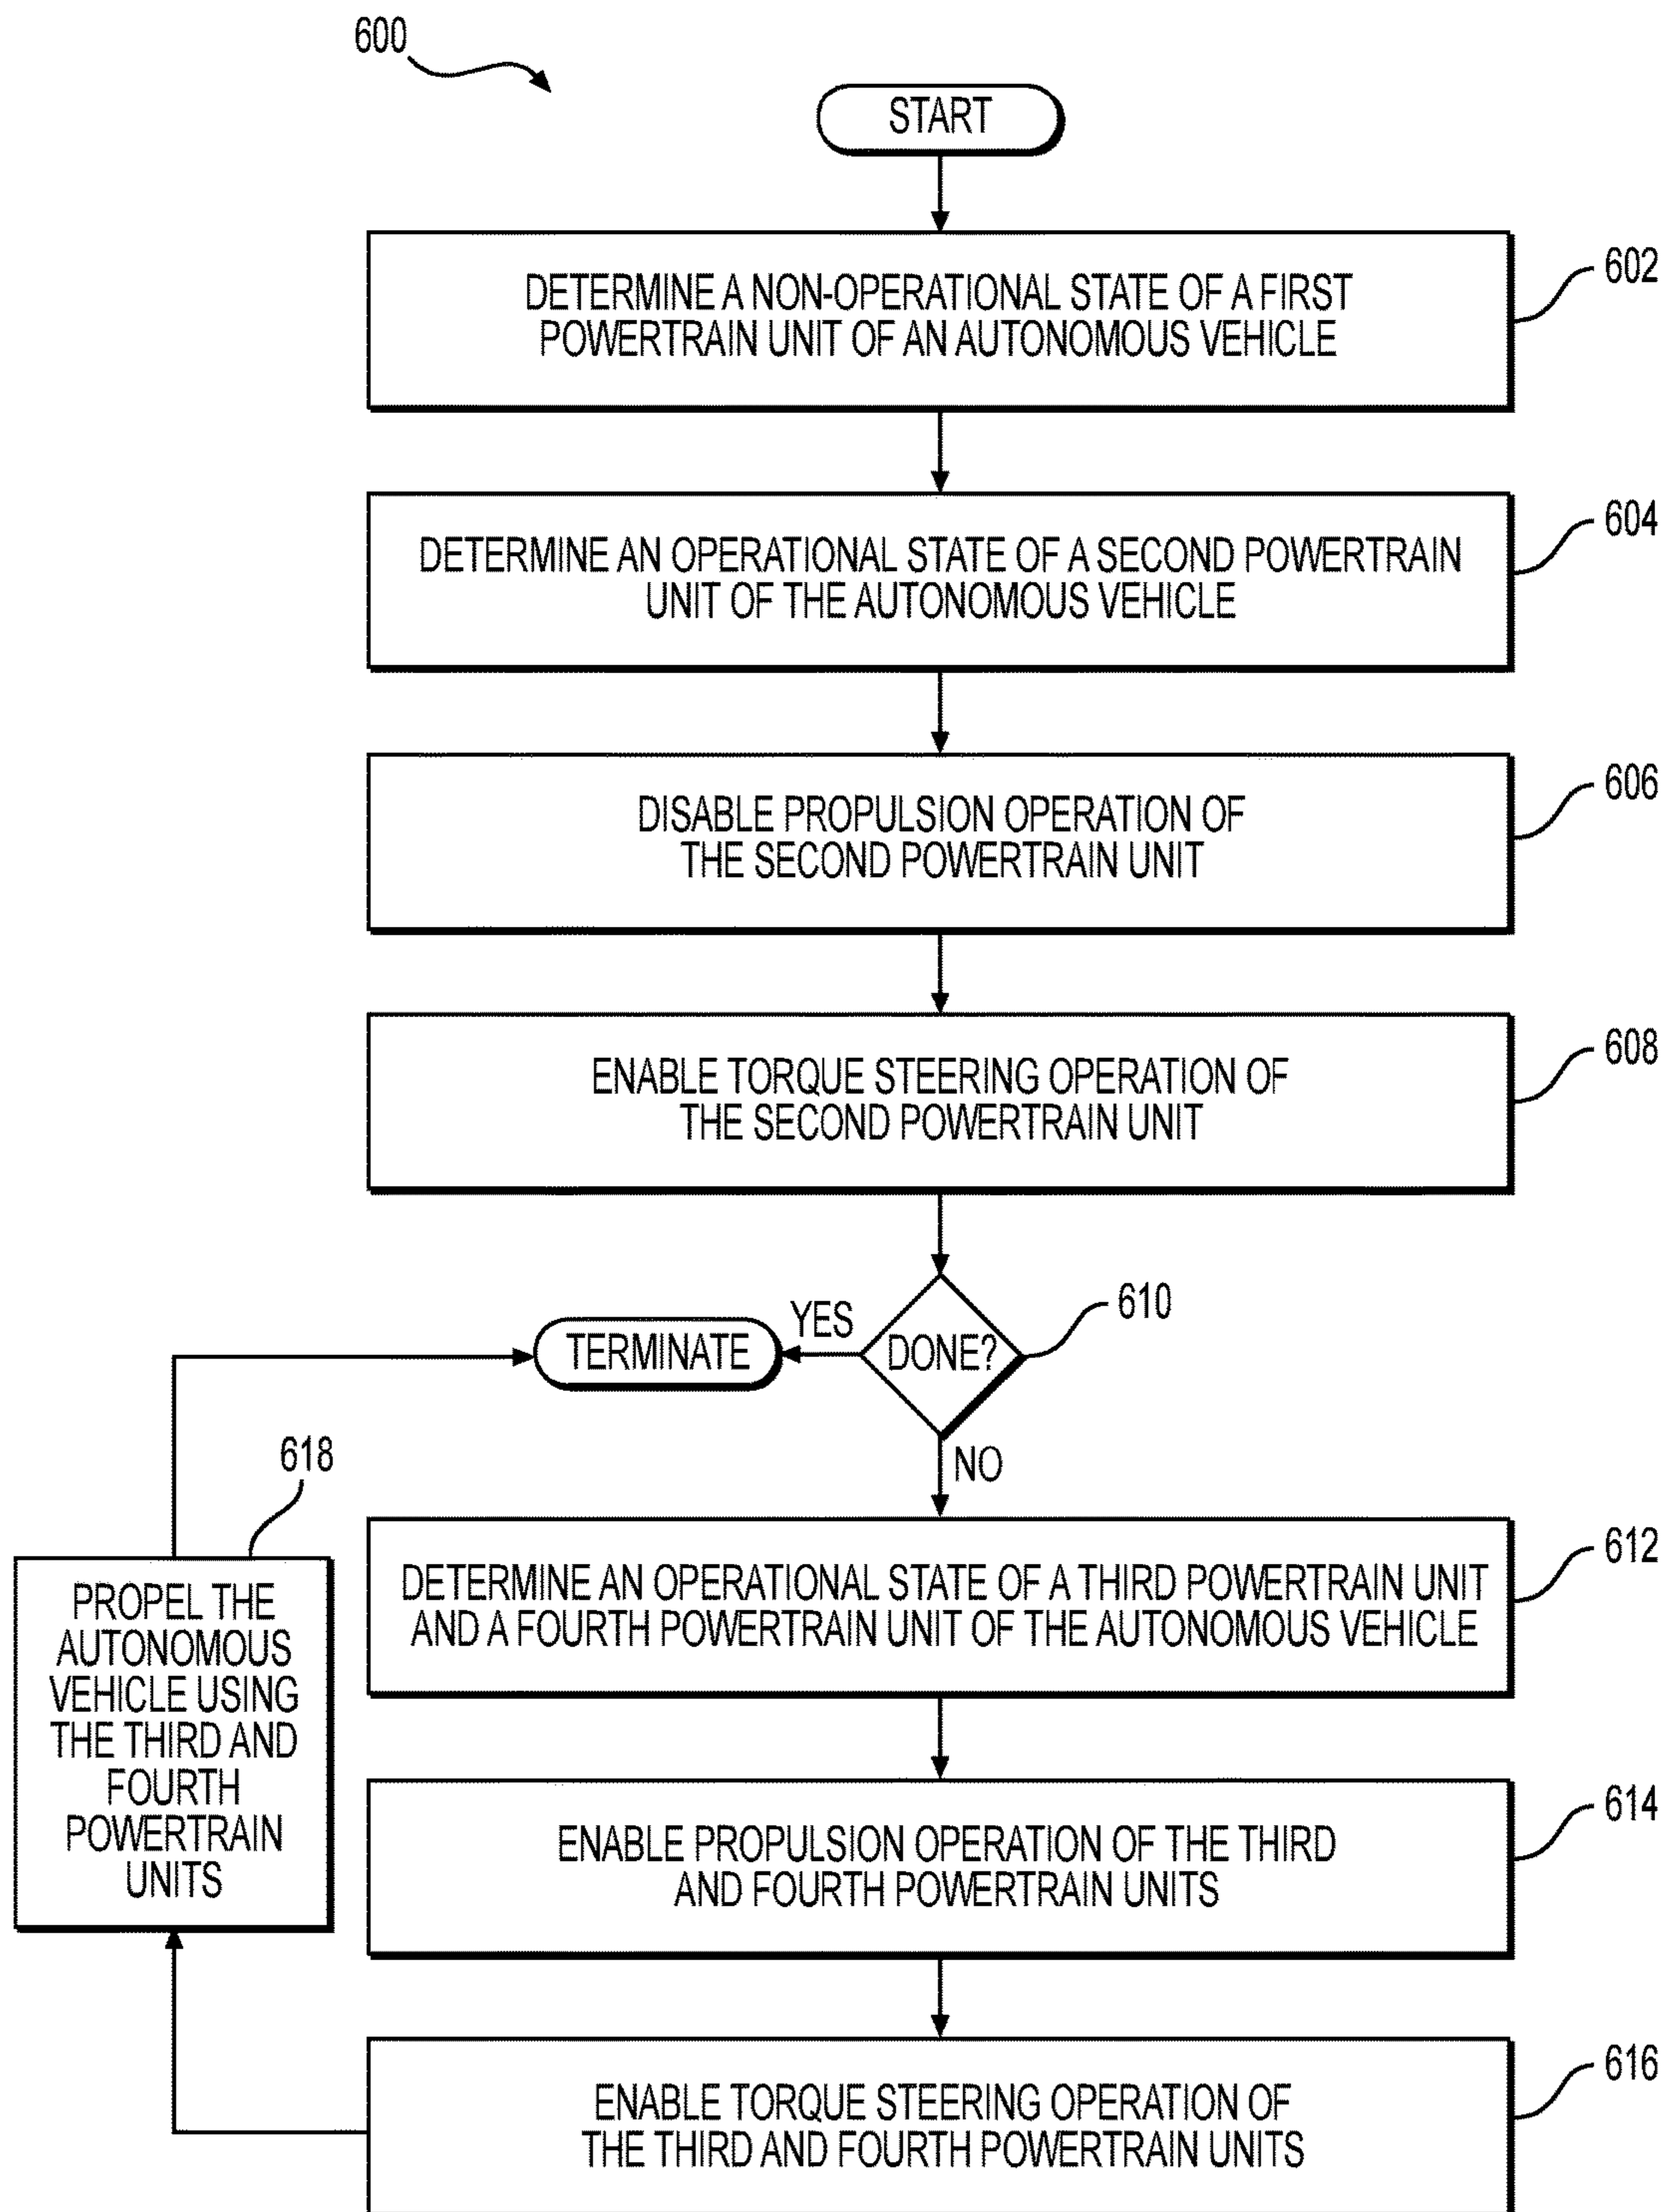 600
START
DETERMINE A NON-OPERATIONAL STATE OF A FIRST
POWERTRAIN UNIT OF AN AUTONOMOUS VEHICLE
602
DETERMINE AN OPERATIONAL STATE OF A SECOND POWERTRAIN
UNIT OF THE AUTONOMOUS VEHICLE
604
DISABLE PROPULSION OPERATION OF
THE SECOND POWERTRAIN UNIT
606
ENABLE TORQUE STEERING OPERATION OF
THE SECOND POWERTRAIN UNIT
608
DONE?
610
YES
TERMINATE
NO
DETERMINE AN OPERATIONAL STATE OF A THIRD POWERTRAIN UNIT
AND A FOURTH POWERTRAIN UNIT OF THE AUTONOMOUS VEHICLE
612
ENABLE PROPULSION OPERATION OF THE THIRD
AND FOURTH POWERTRAIN UNITS
614
ENABLE TORQUE STEERING OPERATION OF
THE THIRD AND FOURTH POWERTRAIN UNITS
616
618
PROPEL THE
AUTONOMOUS
VEHICLE USING
THE THIRD AND
FOURTH
POWERTRAIN
UNITS